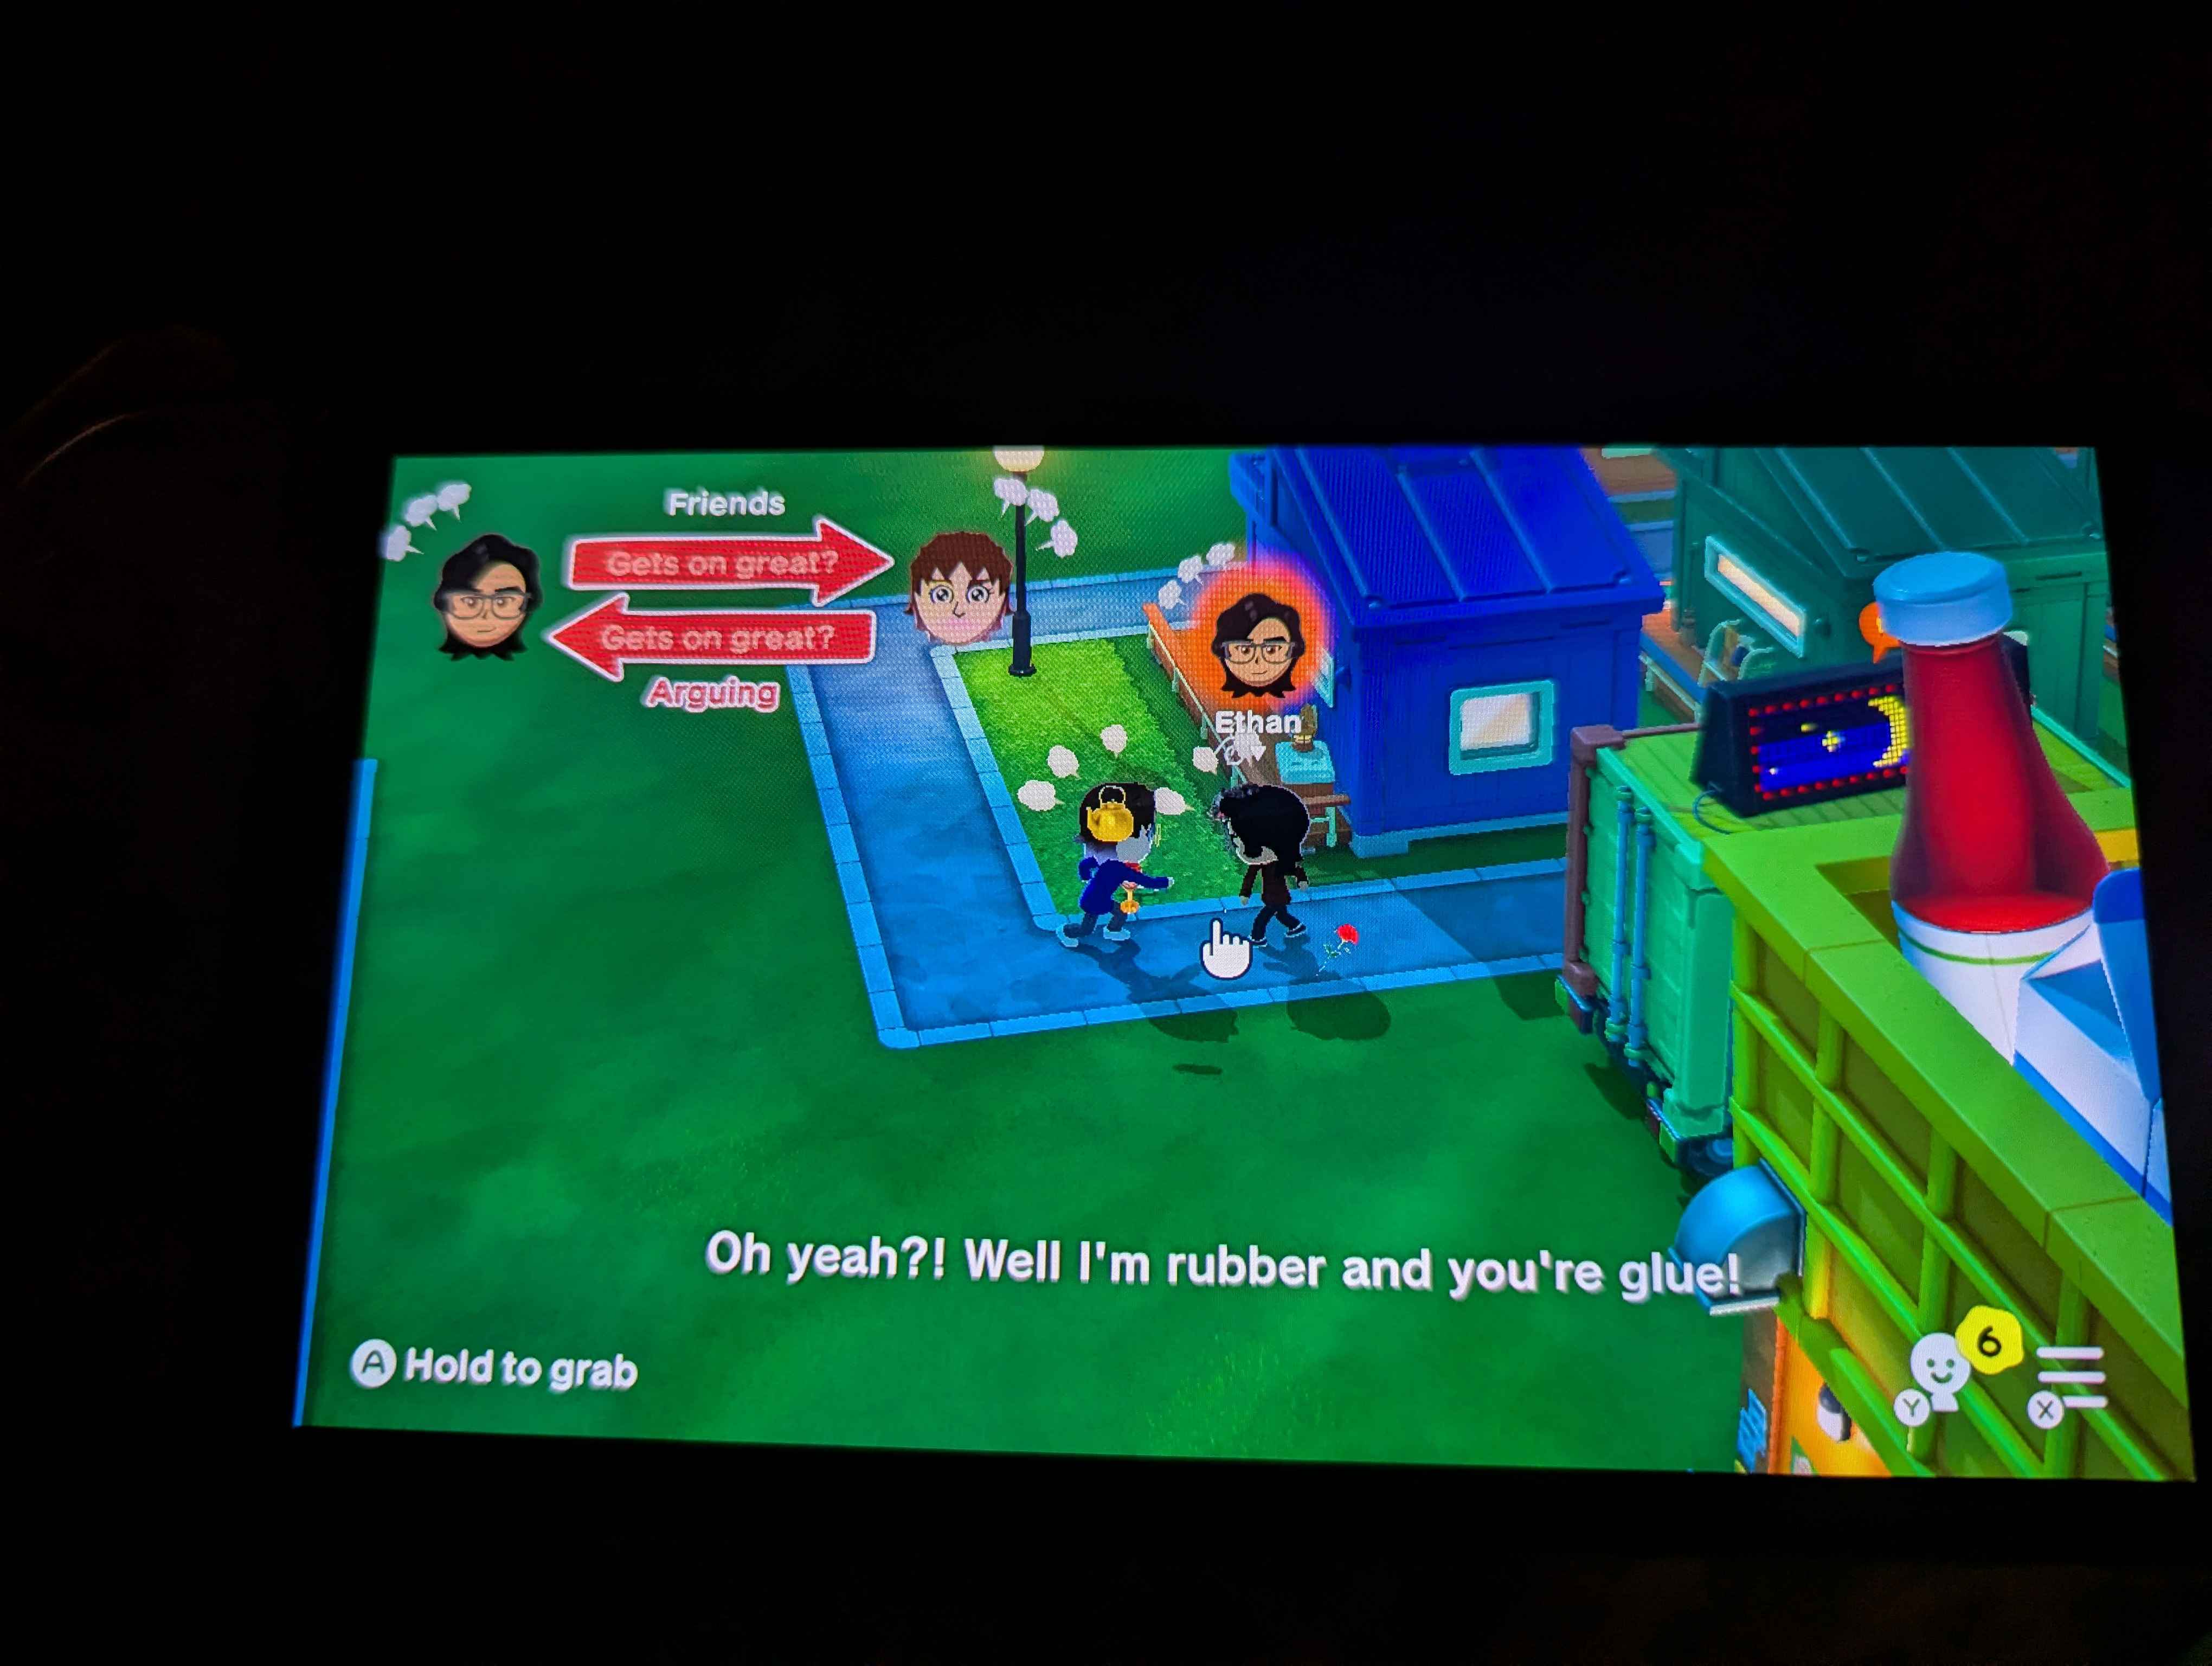 Friends
Gets on great?
Gets on great?
Arguing
Ethan
Oh yeah?! Well I'm rubber and you're glue!
A Hold to grab
6
Y
X